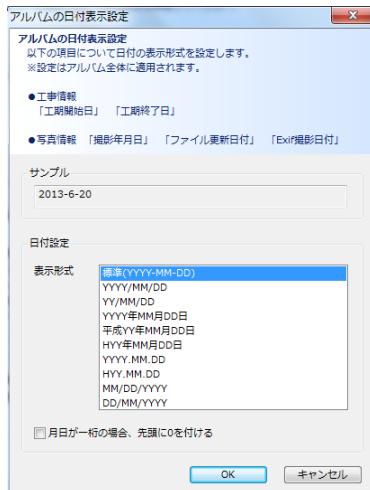 アルバムの日付表示設定
アルバムの日付表示設定
以下の項目について日付の表示形式を設定します。
※設定はアルバム全体に適用されます。
●工事情報
「工期開始日」 「工期終了日」
●写真情報 「撮影年月日」 「ファイル更新日付」 「Exif撮影日付」
サンプル
2013-6-20
日付設定
表示形式
標準(YYYY-MM-DD)
YYYY/MM/DD
YY/MM/DD
YYYY年MM月DD日
平成YY年MM月DD日
HYY年MM月DD日
YYYY.MM.DD
HYY.MM.DD
MM/DD/YYYY
DD/MM/YYYY
月日が一桁の場合、先頭に0を付ける
OK キャンセル